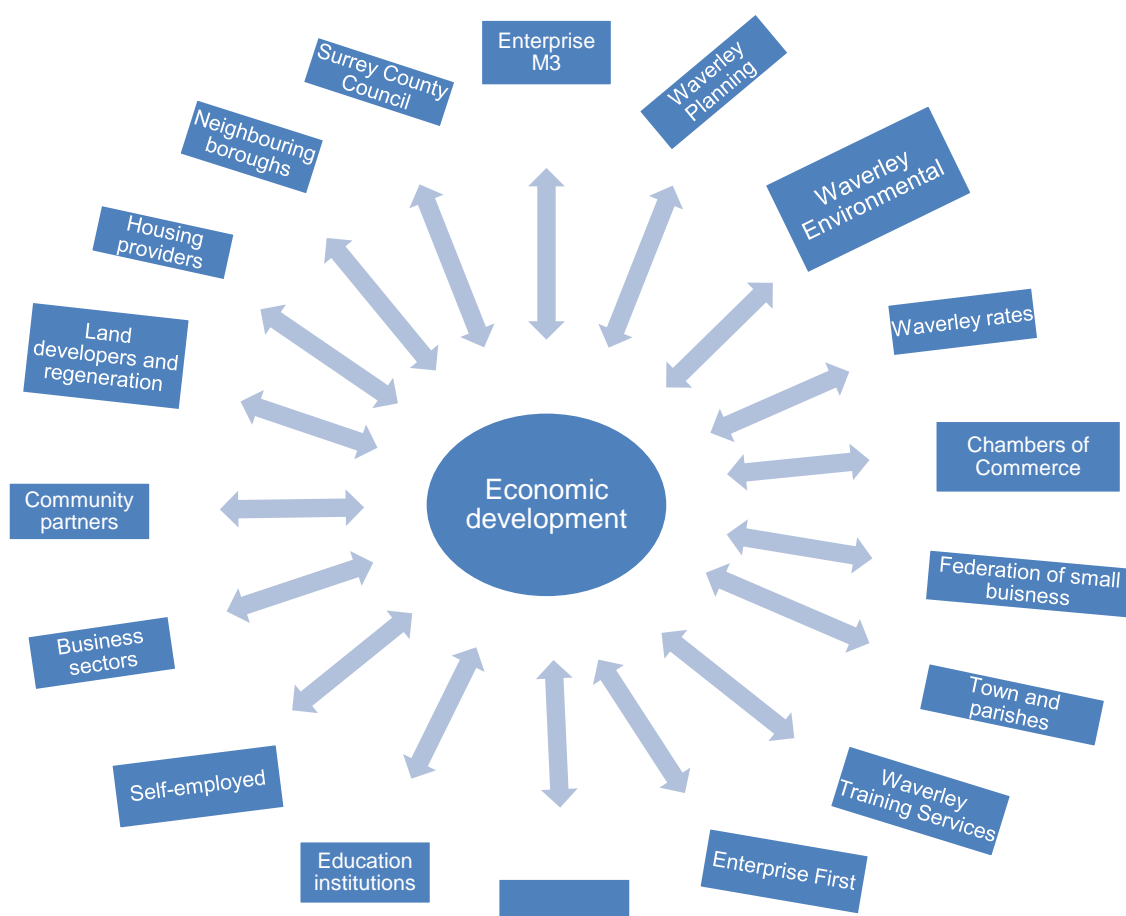 Enterprise
M3
Waverley
Planning
Waverley
Environmental
Waverley rates
Chambers of
Commerce
Federation of small
buisness
Town and
parishes
Waverley
Training Services
Enterprise First
Education
institutions
Self-employed
Business
sectors
Community
partners
Land
developers and
regeneration
Housing
providers
Neighbouring
boroughs
Surrey County
Council
Economic
development